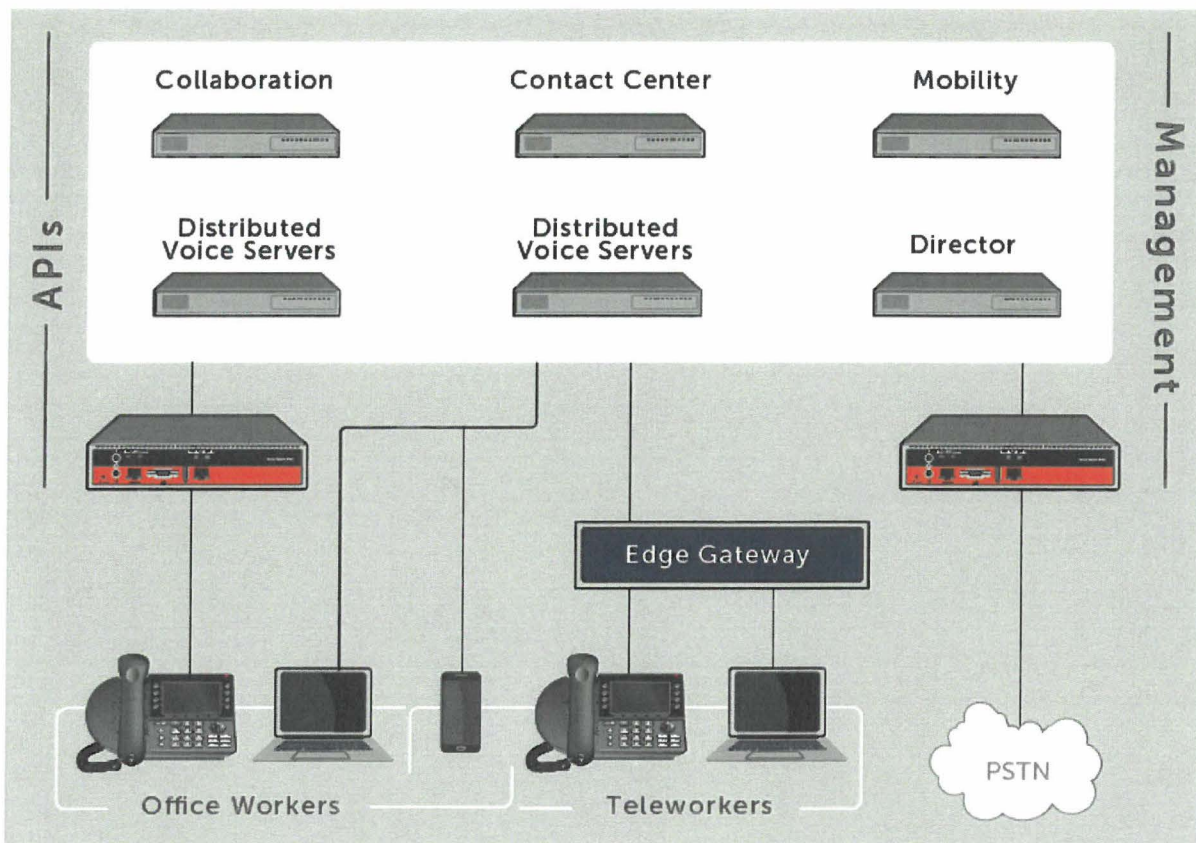 Collaboration
Contact Center
Mobility
Distributed
Voice Servers
Distributed
Voice Servers
Director
APIs
Management
Edge Gateway
Office Workers
Teleworkers
PSTN